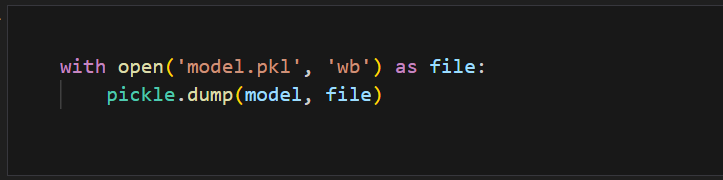 with open('model.pkl', 'wb') as file:
    pickle.dump(model, file)